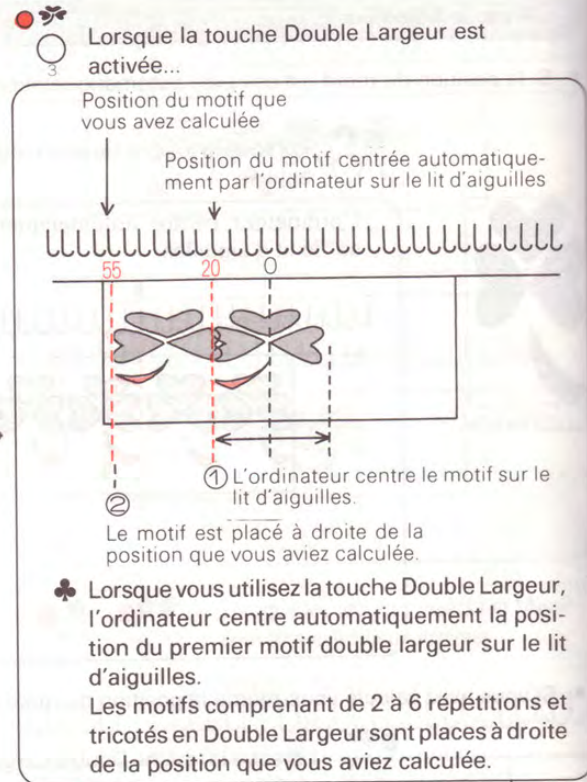 3
Lorsque la touche Double Largeur est
activée...
Position du motif que
vous avez calculée
Position du motif centrée automatique-
ment par l'ordinateur sur le lit d'aiguilles
55 20 0
① L'ordinateur centre le motif sur le
lit d'aiguilles.
②
Le motif est placé à droite de la
position que vous aviez calculée.
♣ Lorsque vous utilisez la touche Double Largeur,
l'ordinateur centre automatiquement la posi-
tion du premier motif double largeur sur le lit
d'aiguilles.
Les motifs comprenant de 2 à 6 répétitions et
tricotés en Double Largeur sont places à droite
de la position que vous aviez calculée.